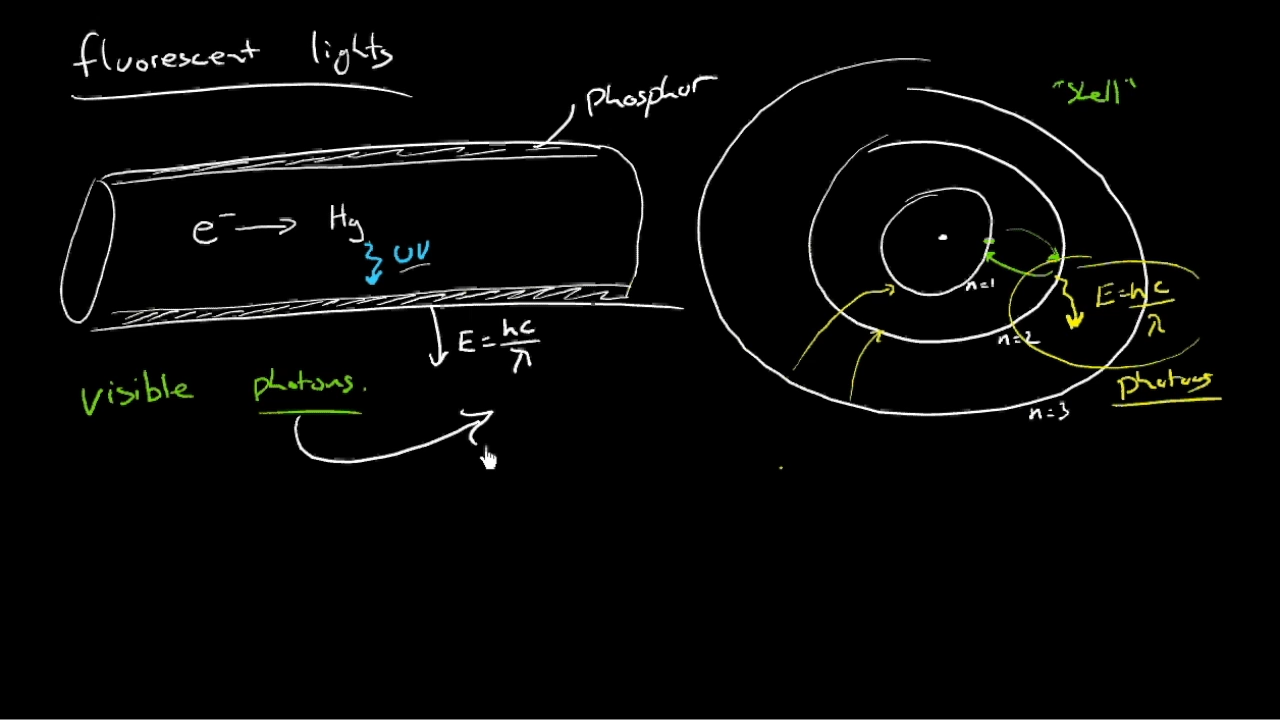 fluorescent lights
phosphor
"shell"
e⁻ → Hg
UV
n=1
E=hc/λ
n=2
E=hc/λ
visible photons.
photons
n=3